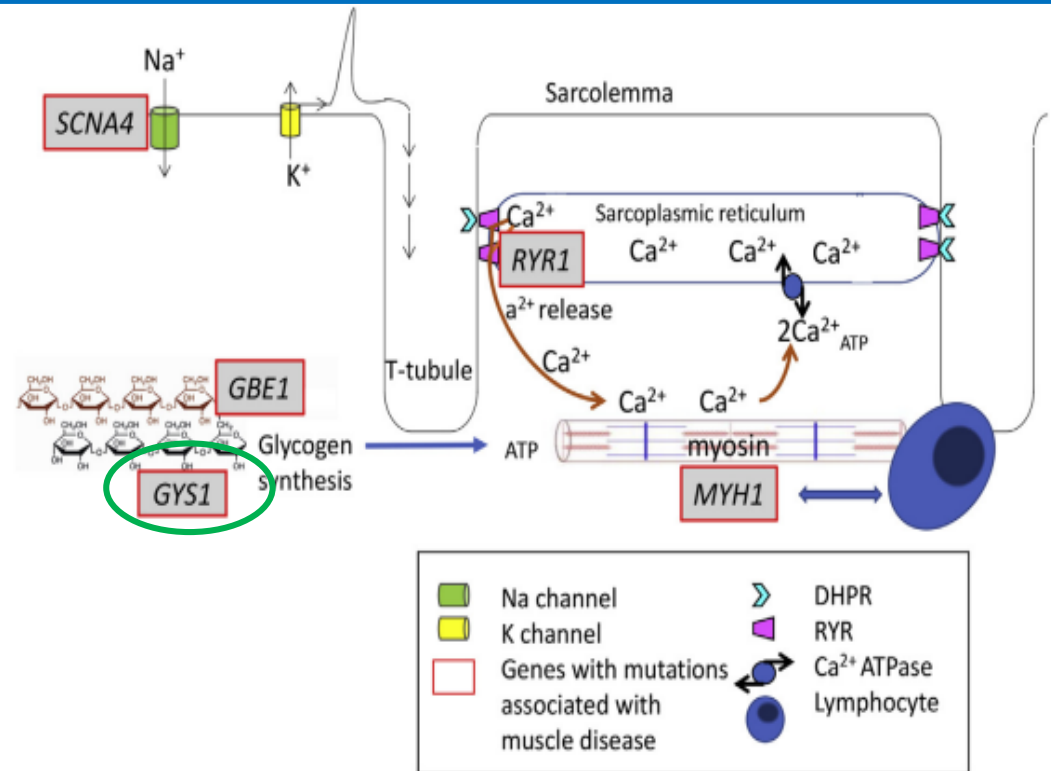 Na⁺
SCNA4
K⁺
Sarcolemma
Ca²⁺
Sarcoplasmic reticulum
RYR1
Ca²⁺
Ca²⁺
Ca²⁺
a²⁺ release
2Ca²⁺ ATP
Ca²⁺
T-tubule
GBE1
Ca²⁺
Ca²⁺
Glycogen
synthesis
ATP
myosin
GYS1
MYH1
Na channel
K channel
Genes with mutations
associated with
muscle disease
DHPR
RYR
Ca²⁺ ATPase
Lymphocyte